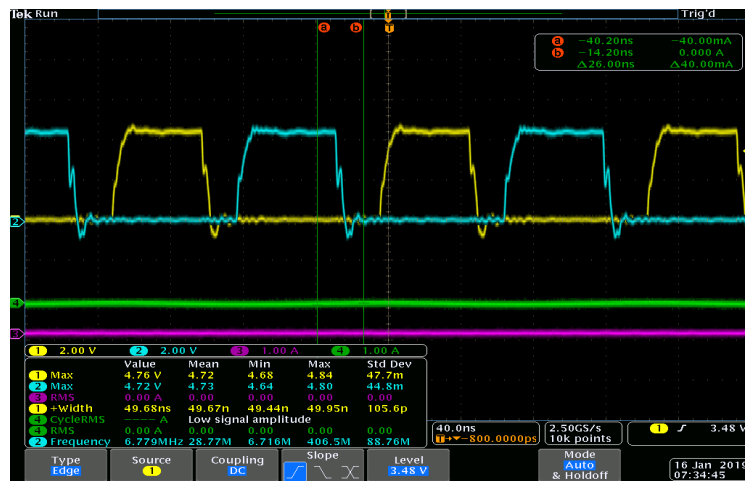 Tek Run Trig'd
a b T
a −40.20ns −40.00mA
b −14.20ns 0.000 A
Δ26.00ns Δ40.00mA
2
4
3
1 2.00 V 2 2.00 V 3 1.00 A 4 1.00 A
Value Mean Min Max Std Dev
1 Max 4.76 V 4.72 4.68 4.84 47.7m
2 Max 4.72 V 4.73 4.64 4.80 44.8m
3 RMS 0.00 A 0.00 0.00 0.00 0.00
1 +Width 49.68ns 49.67n 49.44n 49.95n 105.6p
4 CycleRMS −−−− A Low signal amplitude
4 RMS 0.00 A 0.00 0.00 0.00 0.00
2 Frequency 6.779MHz 28.77M 6.716M 406.5M 88.76M
40.0ns
T→▾−800.0000ps
2.50GS/s
10k points
1 3.48 V
Type
Edge
Source
1
Coupling
DC
Slope
Level
3.48 V
Mode
Auto
& Holdoff
16 Jan 2019
07:34:45